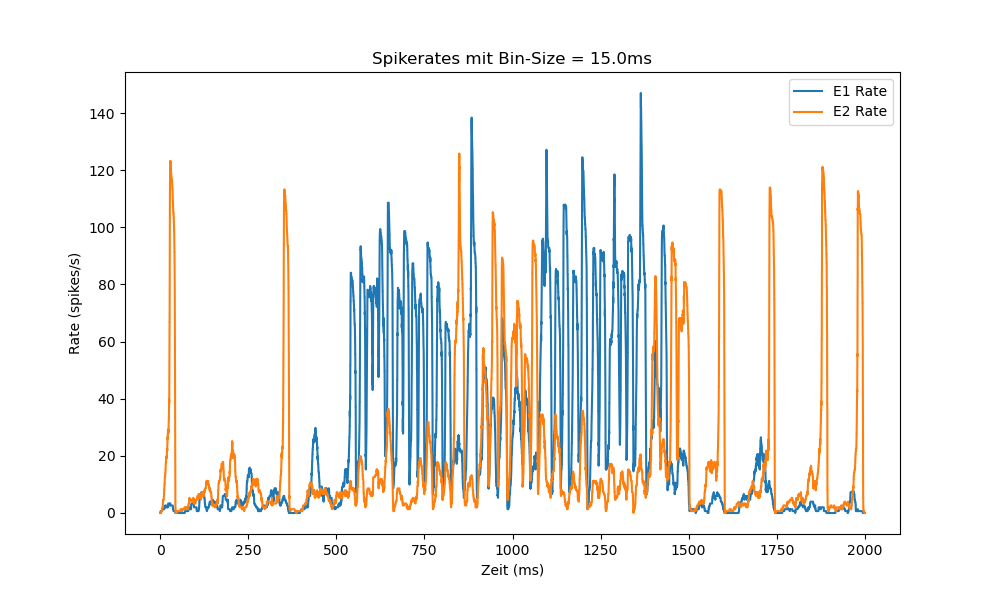 Spikerates mit Bin-Size = 15.0ms
E1 Rate
E2 Rate
Rate (spikes/s)
140
120
100
80
60
40
20
0
0 250 500 750 1000 1250 1500 1750 2000
Zeit (ms)